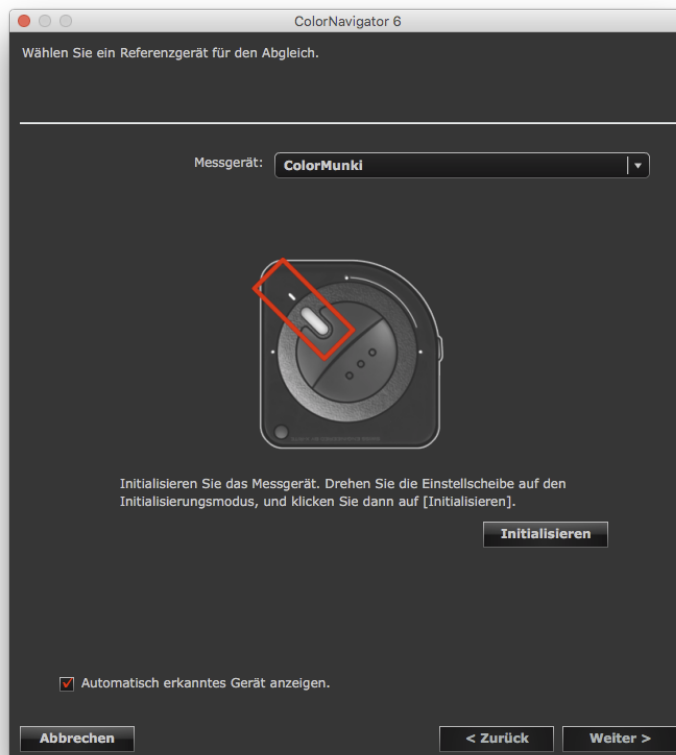 ColorNavigator 6
Wählen Sie ein Referenzgerät für den Abgleich.
Messgerät:
ColorMunki
Initialisieren Sie das Messgerät. Drehen Sie die Einstellscheibe auf den
Initialisierungsmodus, und klicken Sie dann auf [Initialisieren].
Initialisieren
Automatisch erkanntes Gerät anzeigen.
Abbrechen
< Zurück
Weiter >